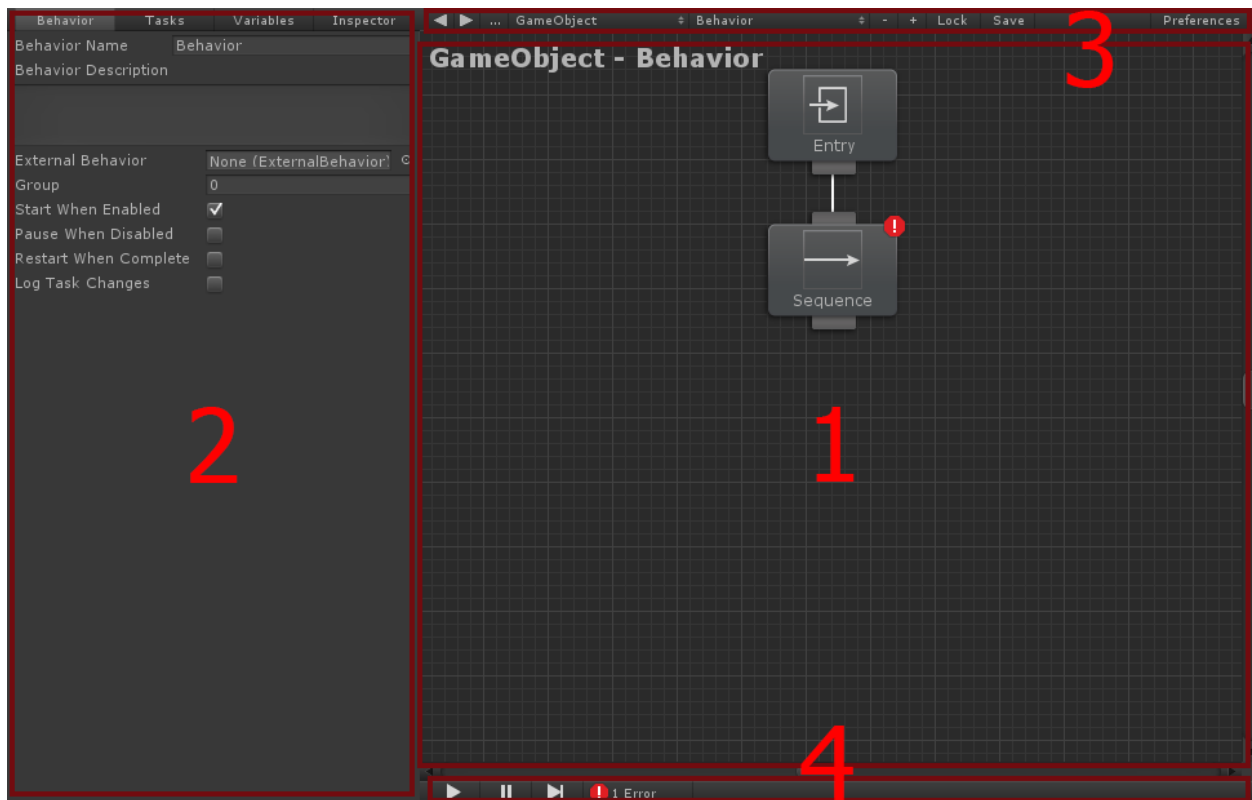 Behavior Tasks Variables Inspector
Behavior Name Behavior
Behavior Description
External Behavior None (ExternalBehavior)
Group 0
Start When Enabled
Pause When Disabled
Restart When Complete
Log Task Changes
2
... GameObject Behavior - + Lock Save Preferences
3
GameObject - Behavior
Entry
Sequence
1
4
1 Error